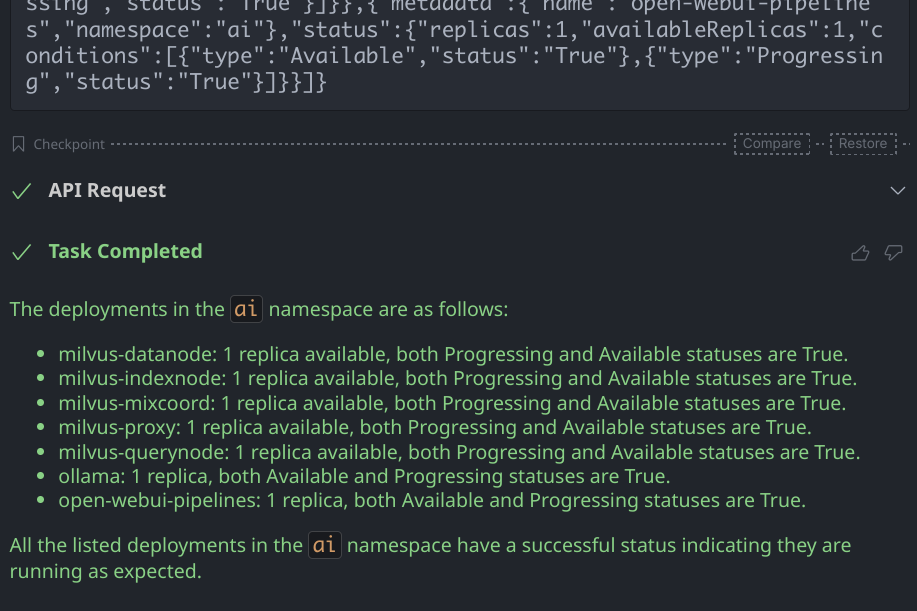 ssing","status":"True"}]}},{"metadata":{"name":"open-webui-pipeline
s","namespace":"ai"},"status":{"replicas":1,"availableReplicas":1,"c
onditions":[{"type":"Available","status":"True"},{"type":"Progressin
g","status":"True"}]}}]}
Checkpoint Compare Restore
API Request
Task Completed
The deployments in the ai namespace are as follows:
• milvus-datanode: 1 replica available, both Progressing and Available statuses are True.
• milvus-indexnode: 1 replica available, both Progressing and Available statuses are True.
• milvus-mixcoord: 1 replica available, both Progressing and Available statuses are True.
• milvus-proxy: 1 replica available, both Progressing and Available statuses are True.
• milvus-querynode: 1 replica available, both Progressing and Available statuses are True.
• ollama: 1 replica, both Available and Progressing statuses are True.
• open-webui-pipelines: 1 replica, both Available and Progressing statuses are True.
All the listed deployments in the ai namespace have a successful status indicating they are
running as expected.